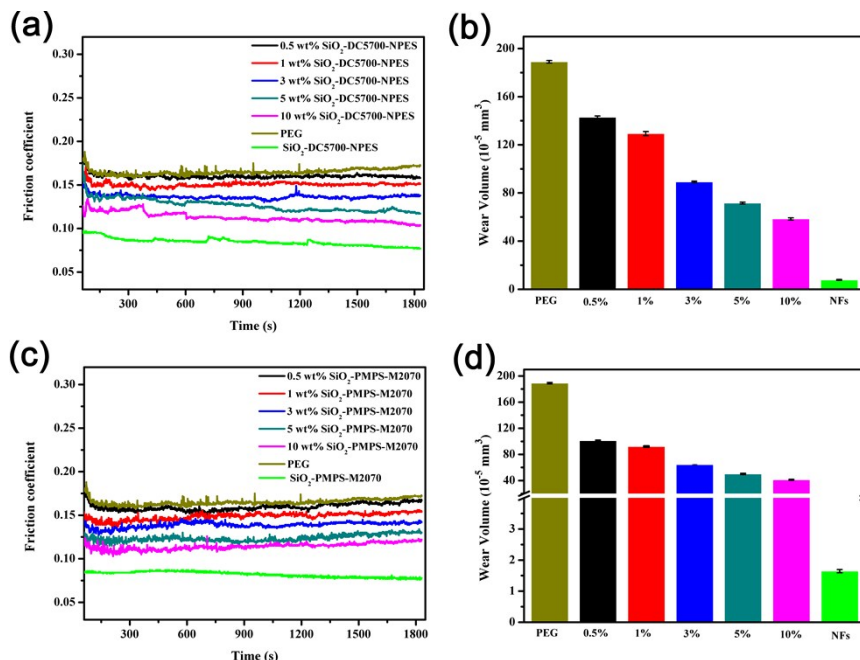 (a)
0.5 wt% SiO₂-DC5700-NPES
1 wt% SiO₂-DC5700-NPES
3 wt% SiO₂-DC5700-NPES
5 wt% SiO₂-DC5700-NPES
10 wt% SiO₂-DC5700-NPES
PEG
SiO₂-DC5700-NPES
Friction coefficient
0.30
0.25
0.20
0.15
0.10
0.05
300 600 900 1200 1500 1800
Time (s)
(b)
Wear Volume (10⁻⁵ mm³)
200
160
120
80
40
0
PEG 0.5% 1% 3% 5% 10% NFs
(c)
0.5 wt% SiO₂-PMPS-M2070
1 wt% SiO₂-PMPS-M2070
3 wt% SiO₂-PMPS-M2070
5 wt% SiO₂-PMPS-M2070
10 wt% SiO₂-PMPS-M2070
PEG
SiO₂-PMPS-M2070
Friction coefficient
0.30
0.25
0.20
0.15
0.10
0.05
300 600 900 1200 1500 1800
Time (s)
(d)
Wear Volume (10⁻⁵ mm³)
200
160
120
80
40
3
2
1
0
PEG 0.5% 1% 3% 5% 10% NFs